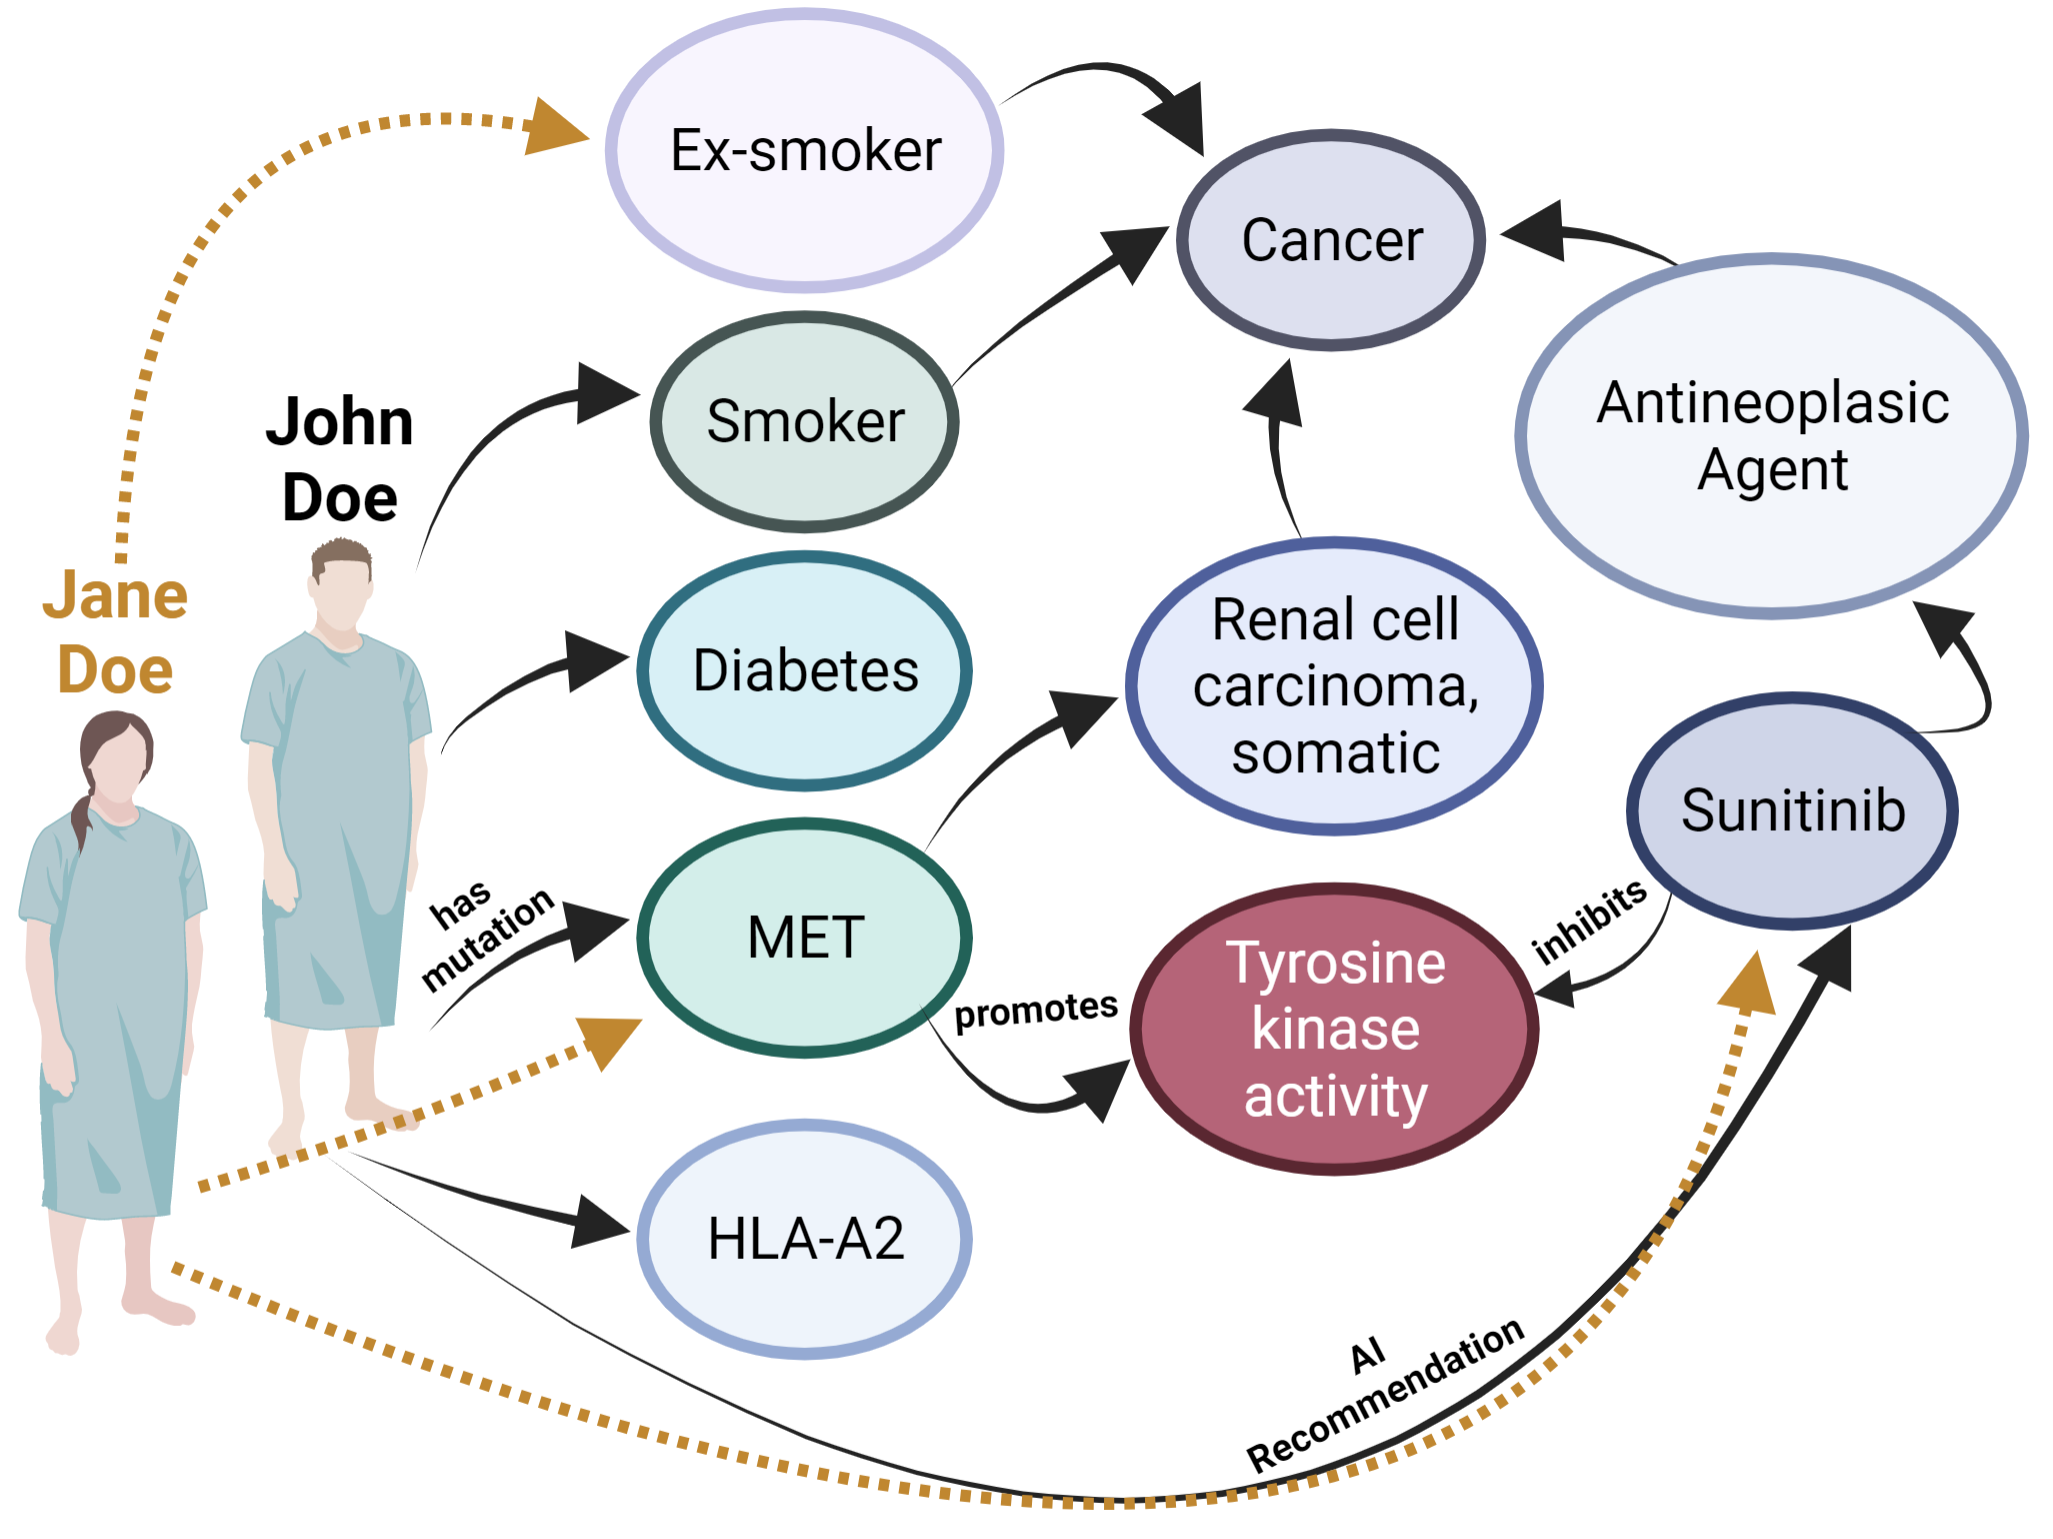 Ex-smoker
Cancer
Smoker
Antineoplasic
Agent
John
Doe
Jane
Doe
Diabetes
Renal cell
carcinoma,
somatic
Sunitinib
has
mutation
MET
promotes
Tyrosine
kinase
activity
inhibits
HLA-A2
AI
Recommendation